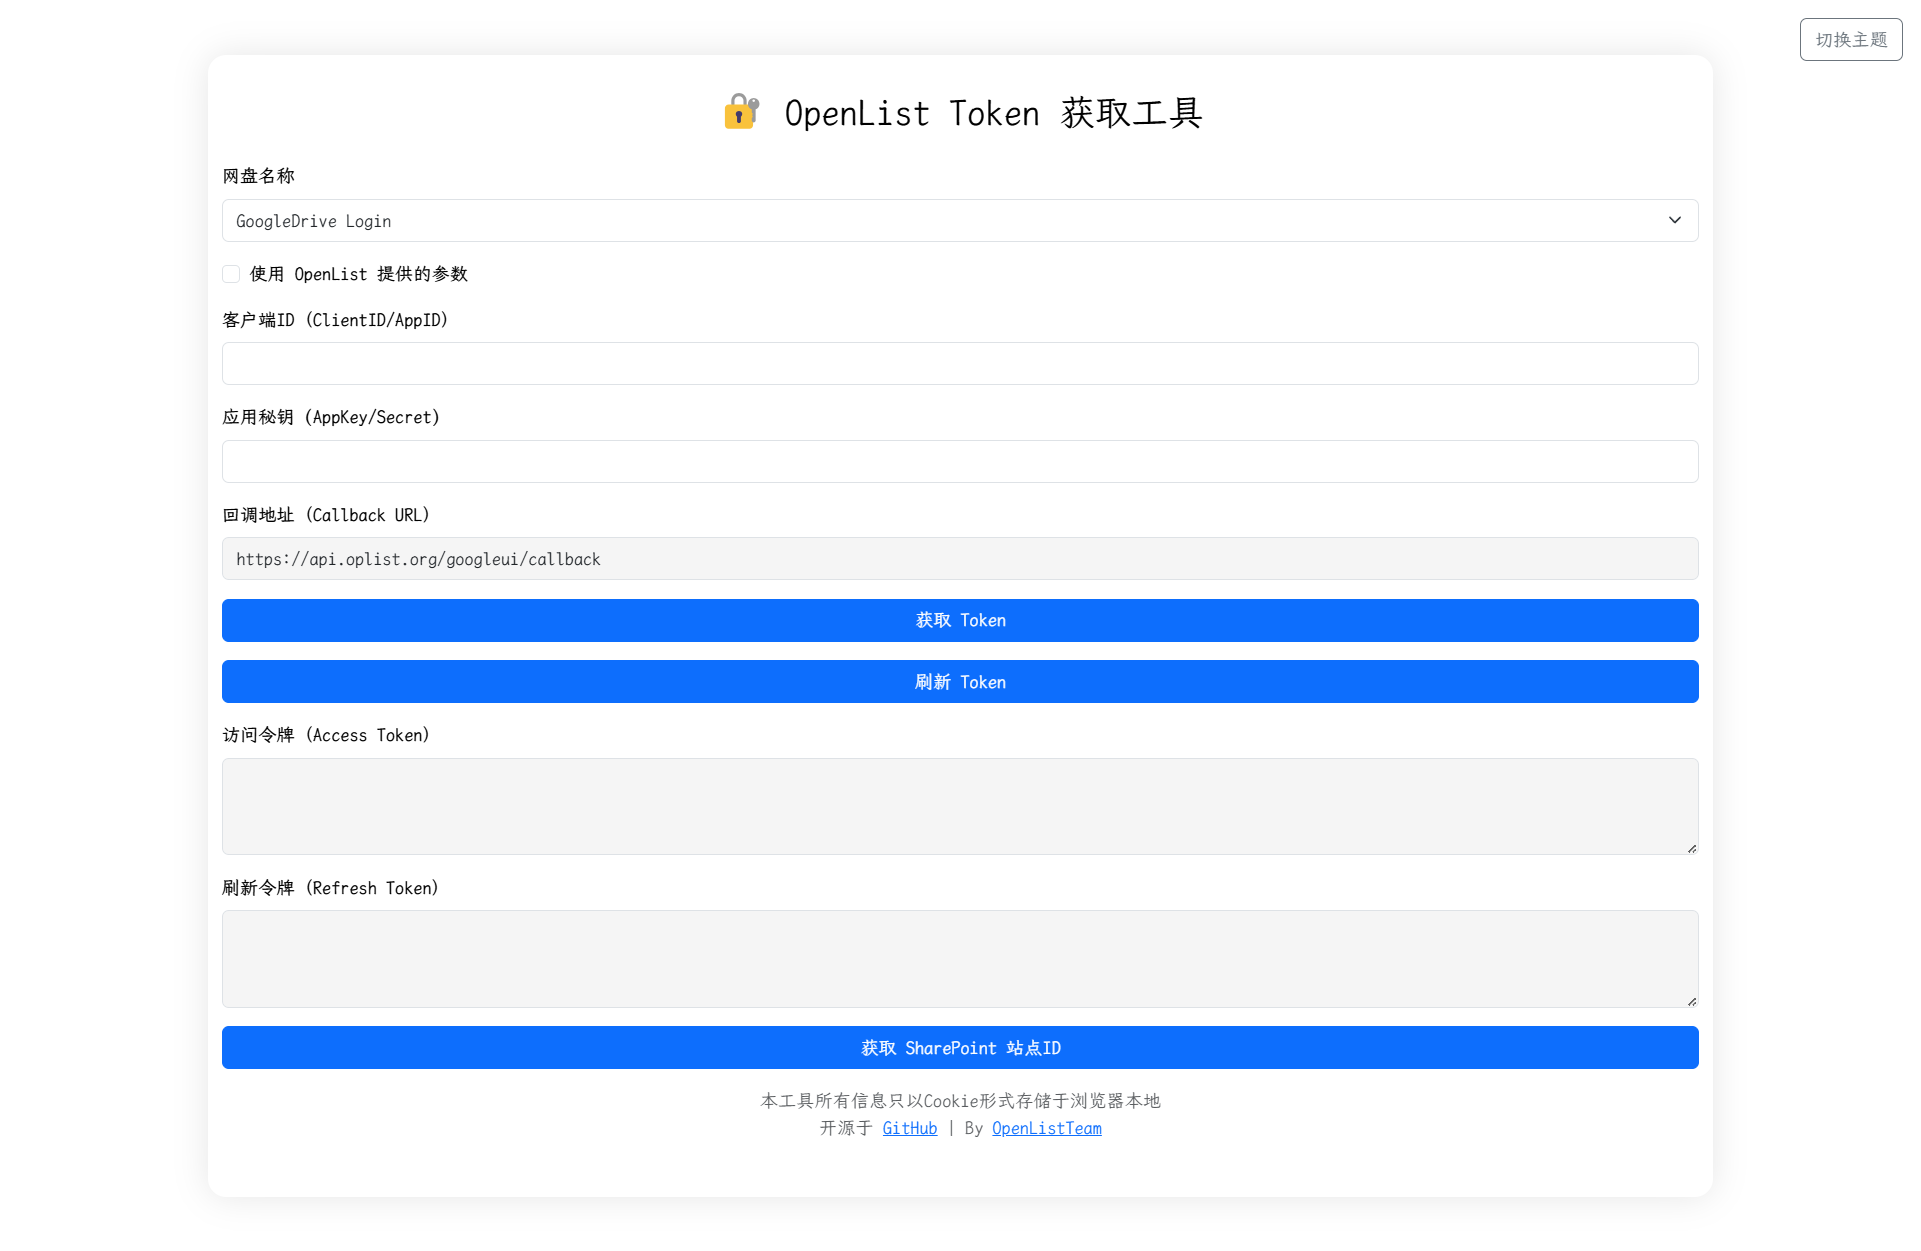 切换主题
🔐 OpenList Token 获取工具
网盘名称
GoogleDrive Login
使用 OpenList 提供的参数
客户端ID (ClientID/AppID)
应用秘钥 (AppKey/Secret)
回调地址 (Callback URL)
https://api.oplist.org/googleui/callback
获取 Token
刷新 Token
访问令牌 (Access Token)
刷新令牌 (Refresh Token)
获取 SharePoint 站点ID
本工具所有信息只以Cookie形式存储于浏览器本地
开源于 GitHub | By OpenListTeam